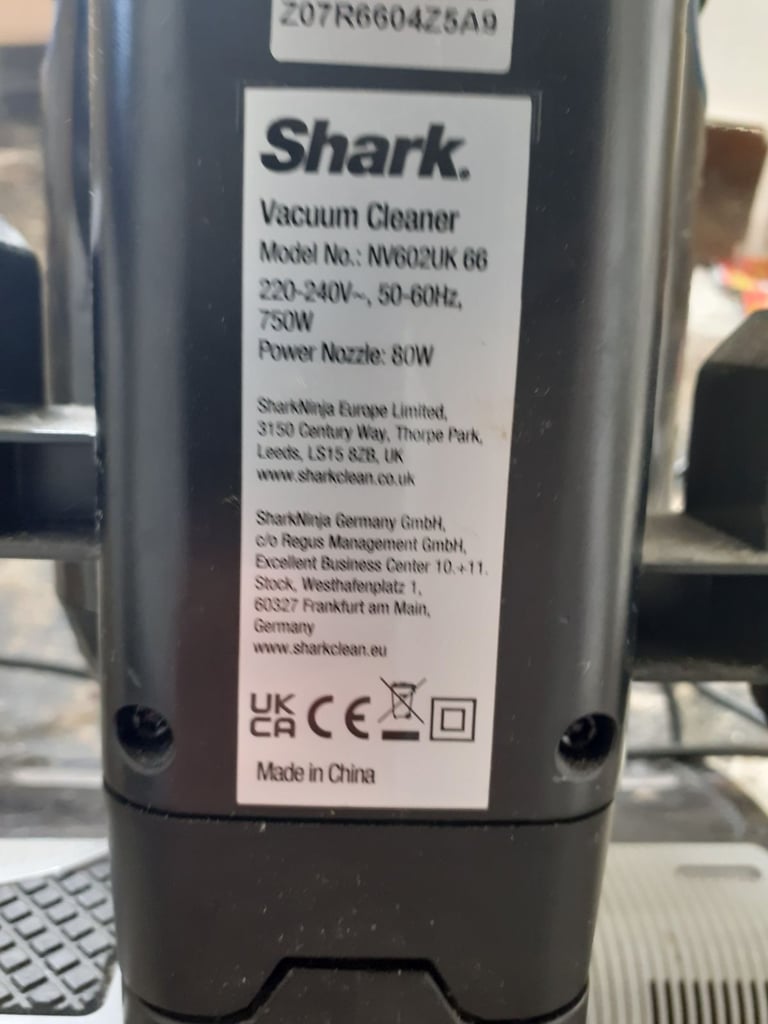 Z07R6604Z5A9
Shark.
Vacuum Cleaner
Model No.: NV602UK 66
220-240V~, 50-60Hz,
750W
Power Nozzle: 80W
SharkNinja Europe Limited,
3150 Century Way, Thorpe Park,
Leeds, LS15 8ZB, UK
www.sharkclean.co.uk
SharkNinja Germany GmbH,
c/o Regus Management GmbH,
Excellent Business Center 10.+11.
Stock, Westhafenplatz 1,
60327 Frankfurt am Main,
Germany
www.sharkclean.eu
UK
CA CE
Made in China